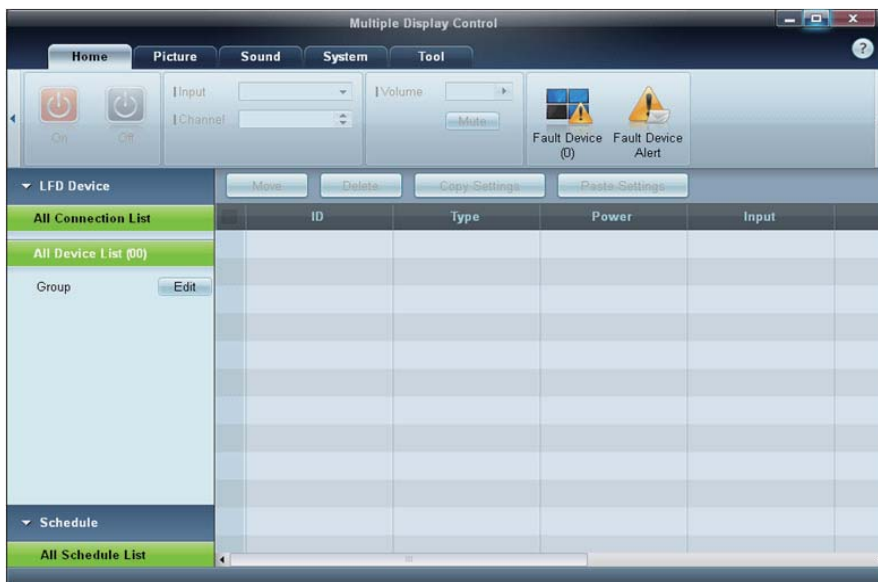 Multiple Display Control
Home Picture Sound System Tool ?
Input Volume
Channel Mute
On Off Fault Device (0) Fault Device Alert
LFD Device Move Delete Copy Settings Paste Settings
All Connection List ID Type Power Input
All Device List (00)
Group Edit
Schedule
All Schedule List